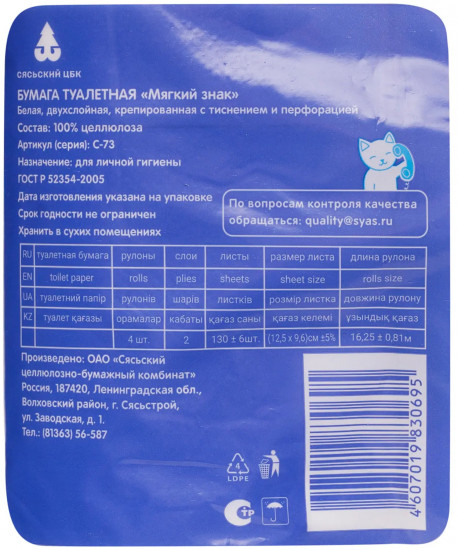 СЯСЬСКИЙ ЦБК
БУМАГА ТУАЛЕТНАЯ «Мягкий знак»
Белая, двухслойная, крепированная с тиснением и перфорацией
Состав: 100% целлюлоза
Артикул (серия): С-73
Назначение: для личной гигиены
ГОСТ Р 52354-2005
Дата изготовления указана на упаковке
Срок годности не ограничен
Хранить в сухих помещениях
По вопросам контроля качества
обращаться: quality@syas.ru
RU туалетная бумага рулоны слои листы размер листа длина рулона
EN toilet paper rolls plies sheets sheet size rolls size
UA туалетний папір рулонів шарів листків розмір листка довжина рулону
KZ туалет қағазы орамалар кабаты қағаз саны қағаз келемі ұзындық қағаз
4 шт. 2 130 ± 6шт. (12,5 х 9,6)см ±5% 16,25 ± 0,81м
Произведено: ОАО «Сясьский
целлюлозно-бумажный комбинат»
Россия, 187420, Ленинградская обл.,
Волховский район, г. Сясьстрой,
ул. Заводская, д. 1.
Тел.: (81363) 56-587
4
LDPE
СТР
4607019830695